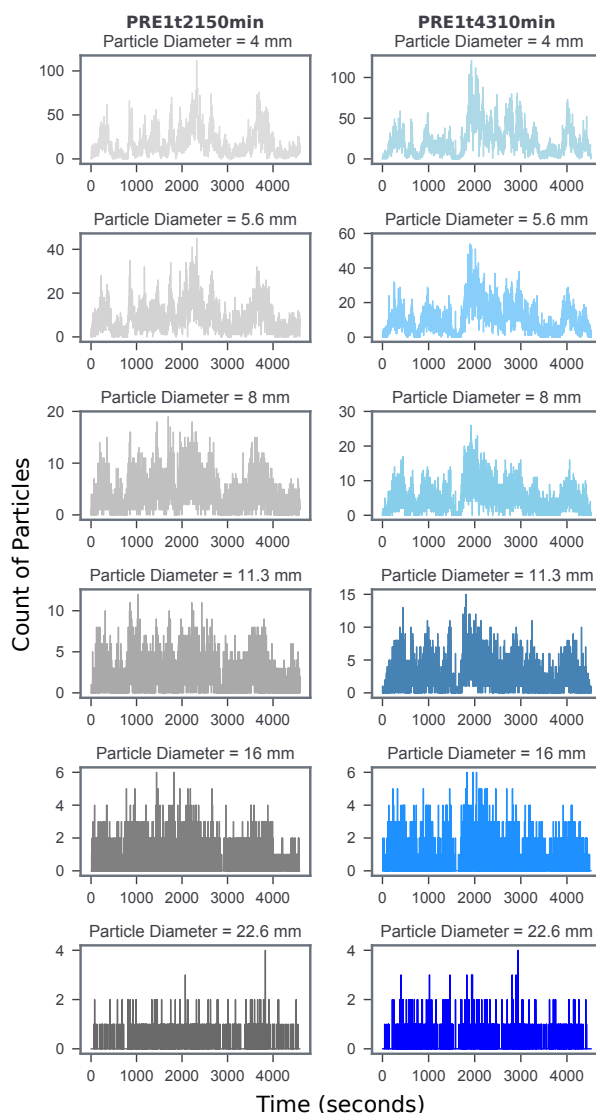 PRE1t2150min PRE1t4310min
Particle Diameter = 4 mm Particle Diameter = 4 mm
100 100
50 50
0 0
0 1000 2000 3000 4000 0 1000 2000 3000 4000
Particle Diameter = 5.6 mm Particle Diameter = 5.6 mm
40 60
20 40
0 20
0
0 1000 2000 3000 4000 0 1000 2000 3000 4000
Particle Diameter = 8 mm Particle Diameter = 8 mm
20 30
10 20
0 10
0
0 1000 2000 3000 4000 0 1000 2000 3000 4000
Count of Particles
Particle Diameter = 11.3 mm Particle Diameter = 11.3 mm
10 15
5 10
0 5
0
0 1000 2000 3000 4000 0 1000 2000 3000 4000
Particle Diameter = 16 mm Particle Diameter = 16 mm
6 6
4 4
2 2
0 0
0 1000 2000 3000 4000 0 1000 2000 3000 4000
Particle Diameter = 22.6 mm Particle Diameter = 22.6 mm
4 4
2 2
0 0
0 1000 2000 3000 4000 0 1000 2000 3000 4000
Time (seconds)